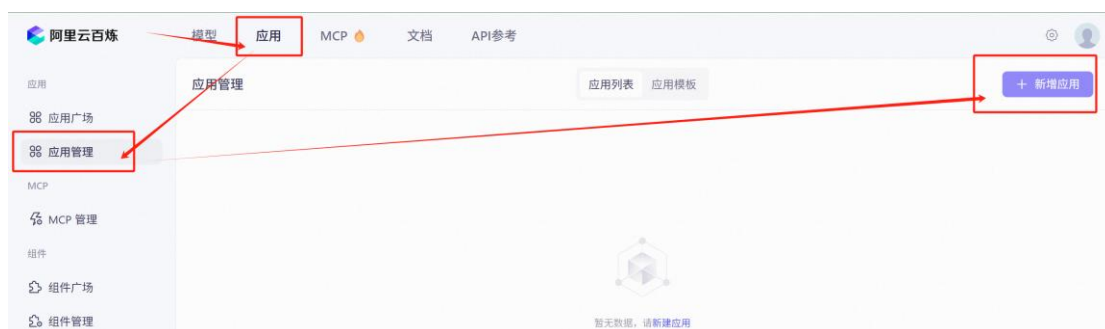 阿里云百炼
模型 应用 MCP 文档 API参考
应用
应用管理 应用列表 应用模板 + 新增应用
应用广场
应用管理
MCP
MCP 管理
组件
组件广场
组件管理
暂无数据，请新建应用